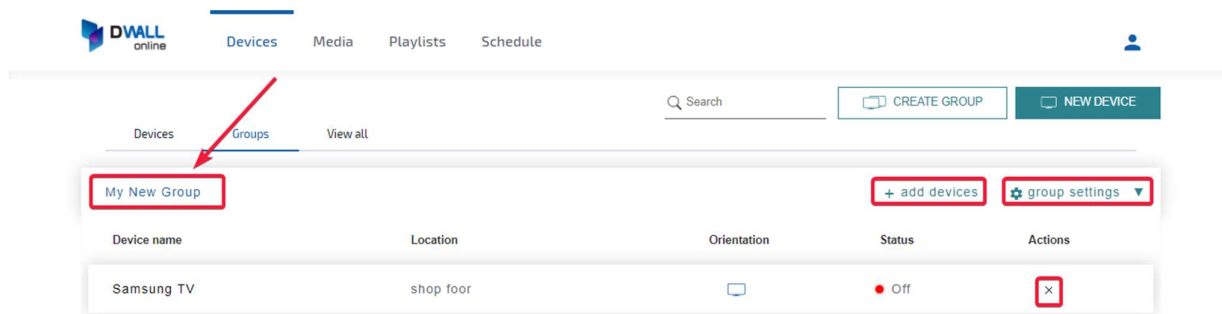 DWALL
online
Devices Media Playlists Schedule
Search CREATE GROUP NEW DEVICE
Devices Groups View all
My New Group + add devices group settings
Device name Location Orientation Status Actions
Samsung TV shop foor Off